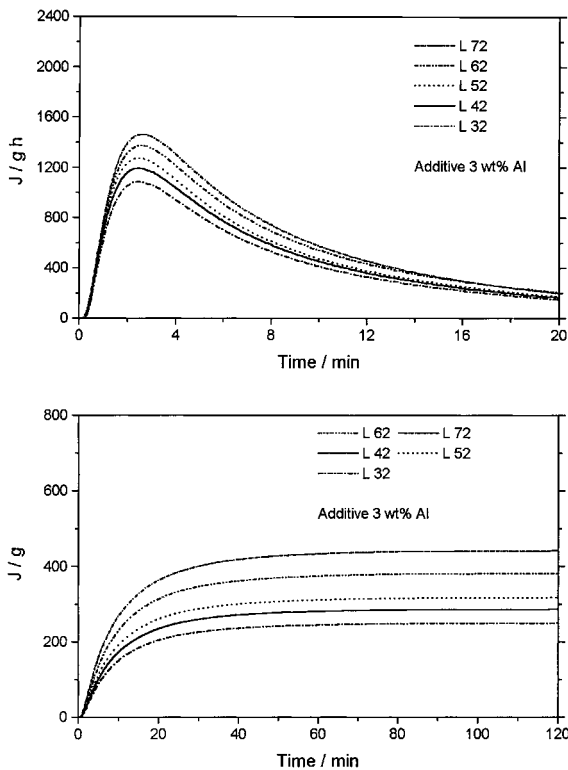 2400
2000
1600
1200
800
400
0
J / g h
L 72
L 62
L 52
L 42
L 32
Additive 3 wt% Al
0 4 8 12 16 20
Time / min
800
600
400
200
0
J / g
L 62 L 72
L 42 L 52
L 32
Additive 3 wt% Al
0 20 40 60 80 100 120
Time / min